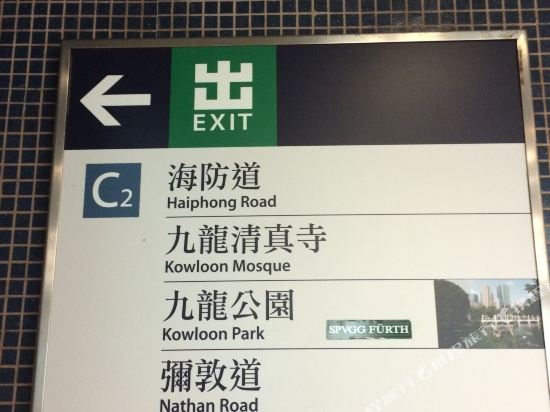 出
EXIT
C2
海防道
Haiphong Road
九龍清真寺
Kowloon Mosque
九龍公園
Kowloon Park
SPVGG FÜRTH
彌敦道
Nathan Road